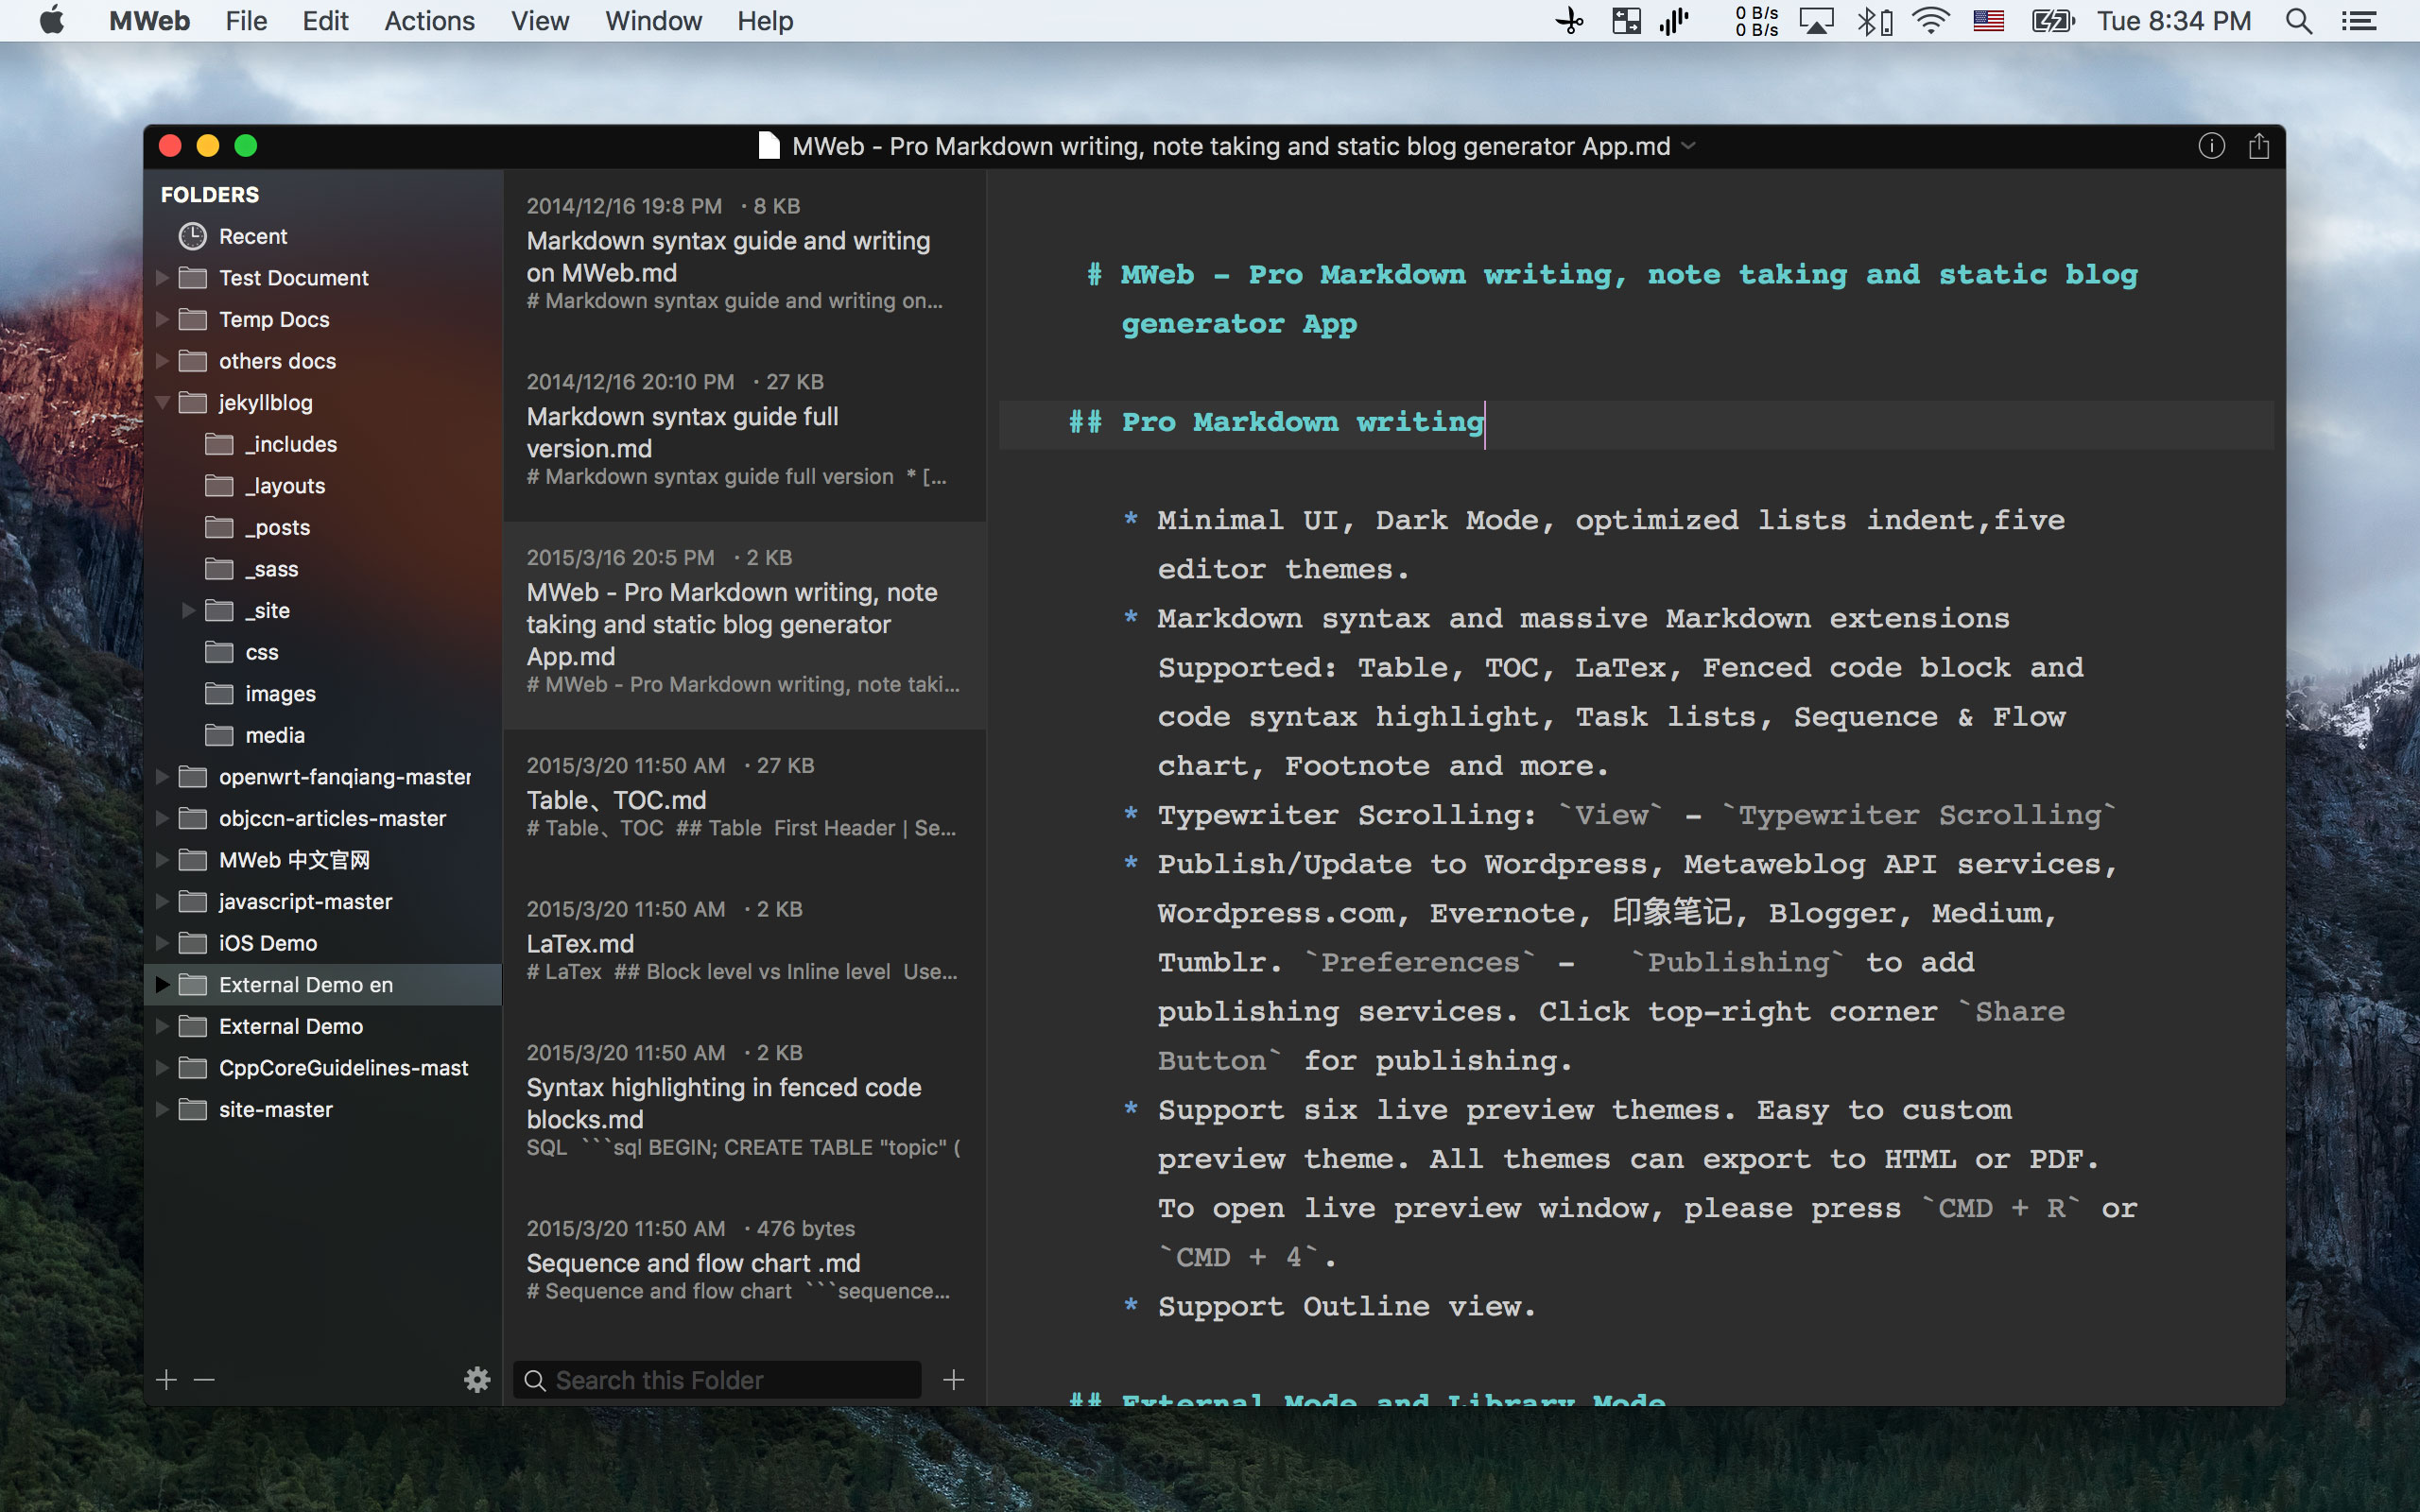 MWeb File Edit Actions View Window Help
0 B/s
0 B/s
Tue 8:34 PM
MWeb - Pro Markdown writing, note taking and static blog generator App.md
FOLDERS
Recent
Test Document
Temp Docs
others docs
jekyllblog
_includes
_layouts
_posts
_sass
_site
css
images
media
openwrt-fanqiang-master
objccn-articles-master
MWeb 中文官网
javascript-master
iOS Demo
External Demo en
External Demo
CppCoreGuidelines-mast
site-master
2014/12/16 19:8 PM · 8 KB
Markdown syntax guide and writing
on MWeb.md
# Markdown syntax guide and writing on...
2014/12/16 20:10 PM · 27 KB
Markdown syntax guide full
version.md
# Markdown syntax guide full version * [...
2015/3/16 20:5 PM · 2 KB
MWeb - Pro Markdown writing, note
taking and static blog generator
App.md
# MWeb - Pro Markdown writing, note taki...
2015/3/20 11:50 AM · 27 KB
Table、TOC.md
# Table、TOC ## Table First Header | Se...
2015/3/20 11:50 AM · 2 KB
LaTex.md
# LaTex ## Block level vs Inline level Use...
2015/3/20 11:50 AM · 2 KB
Syntax highlighting in fenced code
blocks.md
SQL ```sql BEGIN; CREATE TABLE "topic" (
2015/3/20 11:50 AM · 476 bytes
Sequence and flow chart .md
# Sequence and flow chart ```sequence...
Search this Folder
# MWeb - Pro Markdown writing, note taking and static blog
generator App
## Pro Markdown writing
* Minimal UI, Dark Mode, optimized lists indent,five
editor themes.
* Markdown syntax and massive Markdown extensions
Supported: Table, TOC, LaTex, Fenced code block and
code syntax highlight, Task lists, Sequence & Flow
chart, Footnote and more.
* Typewriter Scrolling: `View` - `Typewriter Scrolling`
* Publish/Update to Wordpress, Metaweblog API services,
Wordpress.com, Evernote, 印象笔记, Blogger, Medium,
Tumblr. `Preferences` - `Publishing` to add
publishing services. Click top-right corner `Share
Button` for publishing.
* Support six live preview themes. Easy to custom
preview theme. All themes can export to HTML or PDF.
To open live preview window, please press `CMD + R` or
`CMD + 4`.
* Support Outline view.
## External Mode and Library Mode